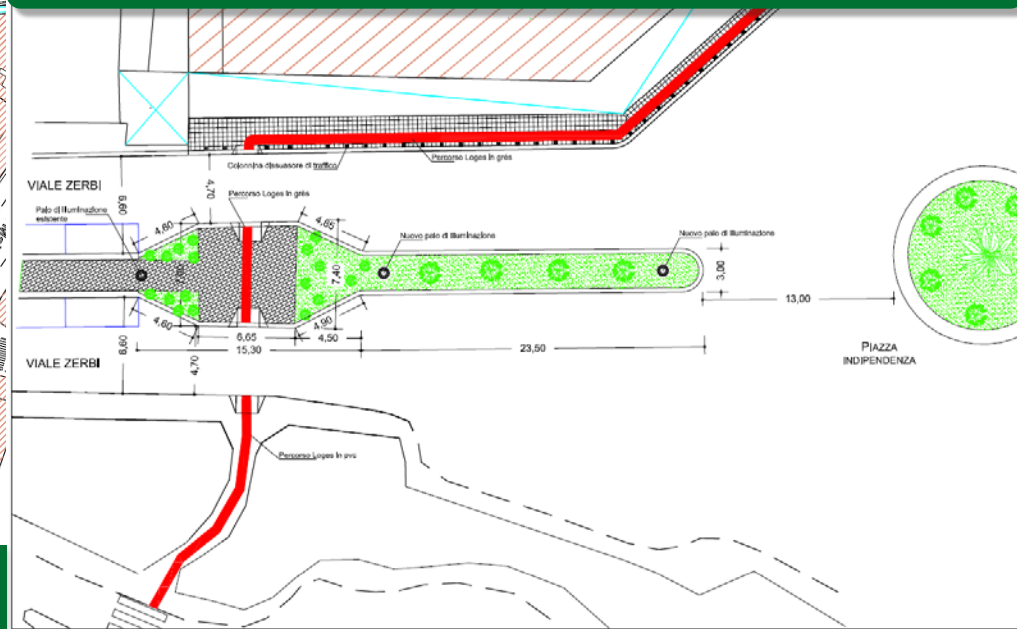 Colonnina dissuasore di traffico
Percorso Loges in grès
VIALE ZERBI
6,60
4,70
Palo di illuminazione
esistente
Percorso Loges in grès
4,60
4,65
Nuovo palo di illuminazione
Nuovo palo di illuminazione
7,40
3,00
13,00
4,60
4,90
6,65
4,50
15,30
23,50
6,60
4,70
VIALE ZERBI
PIAZZA
INDIPENDENZA
Percorso Loges in pvc